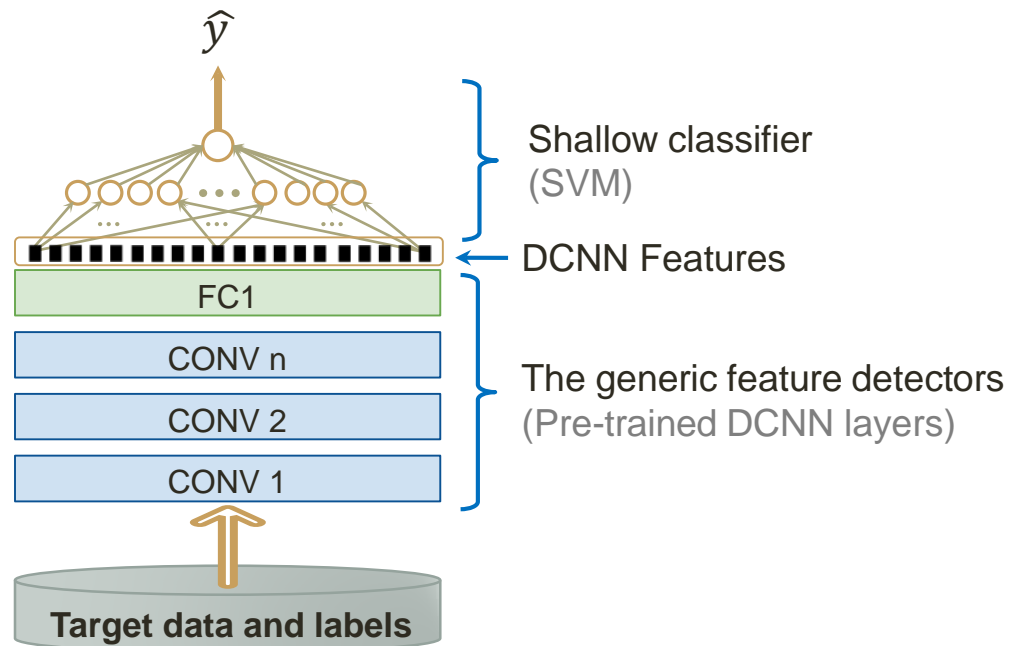 ŷ
Shallow classifier
(SVM)
...
... ... ...
DCNN Features
FC1
CONV n
CONV 2
CONV 1
The generic feature detectors
(Pre-trained DCNN layers)
Target data and labels